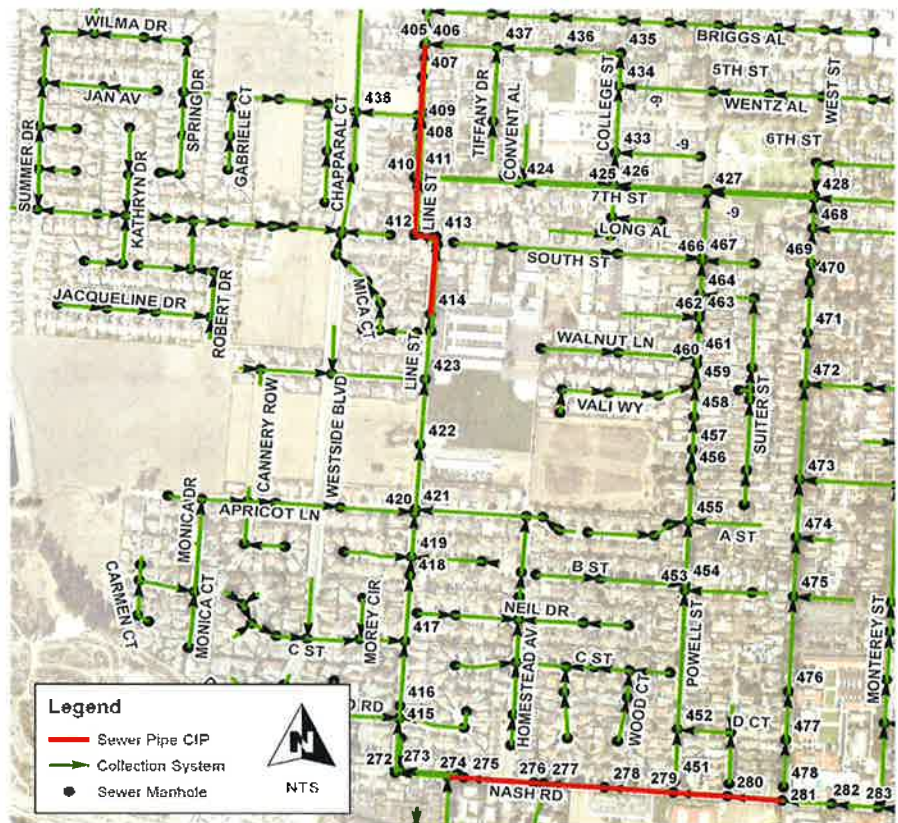 WILMA DR
405 406
437
436
435
BRIGGS AL
407
434
5TH ST
TIFFANY DR
CONVENT AL
COLLEGE ST
WEST ST
JAN AV
SPRING DR
GABRIELE CT
CHAPPARAL CT
438
409
408
-9
WENTZ AL
433
-9
6TH ST
SUMMER DR
KATHRYN DR
410
411
LINE ST
424
425
426
7TH ST
427
428
412
413
LONG AL
-9
468
SOUTH ST
466 467
469
464
470
JACQUELINE DR
ROBERT DR
MICA CT
414
462
463
461
471
LINE ST
WALNUT LN
460
423
459
472
VALI WY
458
SUITER ST
CANNERY ROW
WESTSIDE BLVD
422
457
456
473
MONICA DR
APRICOT LN
420
421
455
A ST
474
419
418
B ST
453
454
475
CARMEN CT
MONICA CT
MOREY CIR
NEIL DR
417
POWELL ST
MONTEREY ST
C ST
HOMESTEAD AV
C ST
WOOD CT
476
416
D RD
415
452
D CT
477
272
273
274
275
276 277
278
279
451
280
478
281
282
283
NASH RD
Legend
Sewer Pipe CIP
Collection System
Sewer Manhole
N
NTS